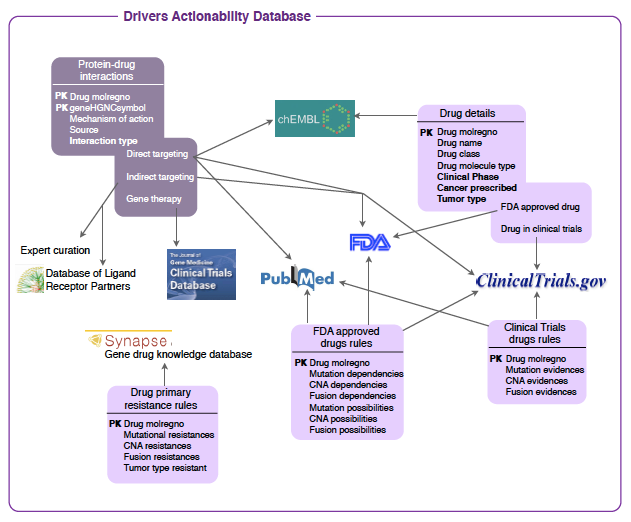 Drivers Actionability Database
Protein-drug
interactions
PK Drug molregno
PK geneHGNCsymbol
Mechanism of action
Source
Interaction type
Direct targeting
Indirect targeting
Gene therapy
chEMBL
Drug details
PK Drug molregno
Drug name
Drug class
Drug molecule type
Clinical Phase
Cancer prescribed
Tumor type
FDA approved drug
Drug in clinical trials
Expert curation
Database of Ligand
Receptor Partners
The Journal of
Gene Medicine
Clinical Trials
Database
PubMed
FDA
ClinicalTrials.gov
Synapse
Gene drug knowledge database
Drug primary
resistance rules
PK Drug molregno
Mutational resistances
CNA resistances
Fusion resistances
Tumor type resistant
FDA approved
drugs rules
PK Drug molregno
Mutation dependencies
CNA dependencies
Fusion dependencies
Mutation possibilities
CNA possibilities
Fusion possibilities
Clinical Trials
drugs rules
PK Drug molregno
Mutation evidences
CNA evidences
Fusion evidences